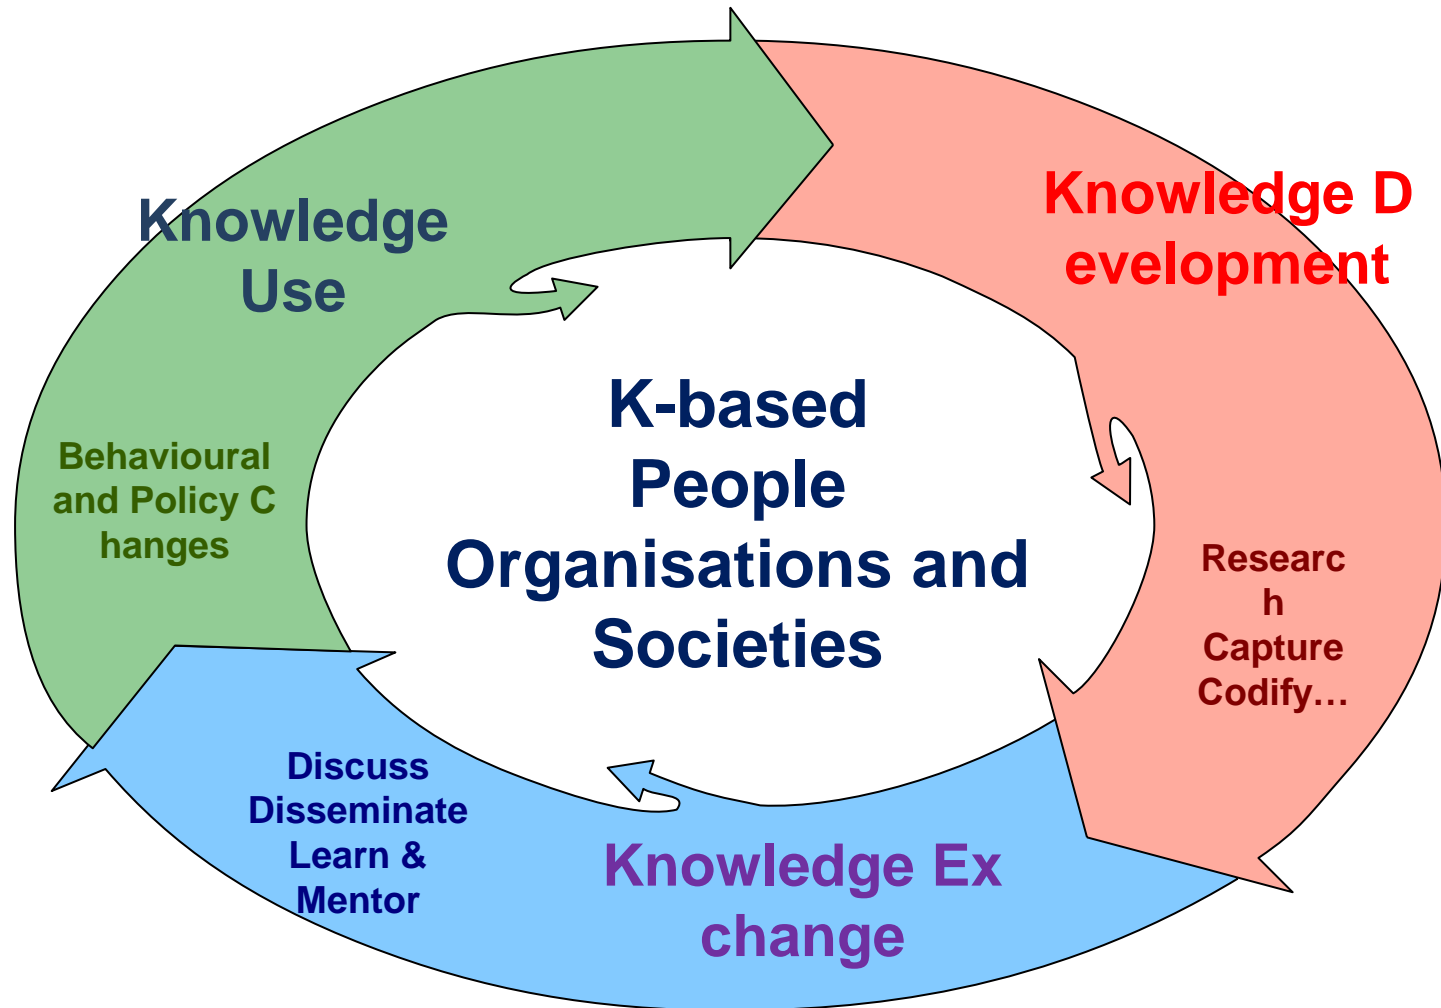 Knowledge
Use
Knowledge D
evelopment
K-based
People
Organisations and
Societies
Behavioural
and Policy C
hanges
Researc
h
Capture
Codify…
Discuss
Disseminate
Learn &
Mentor
Knowledge Ex
change